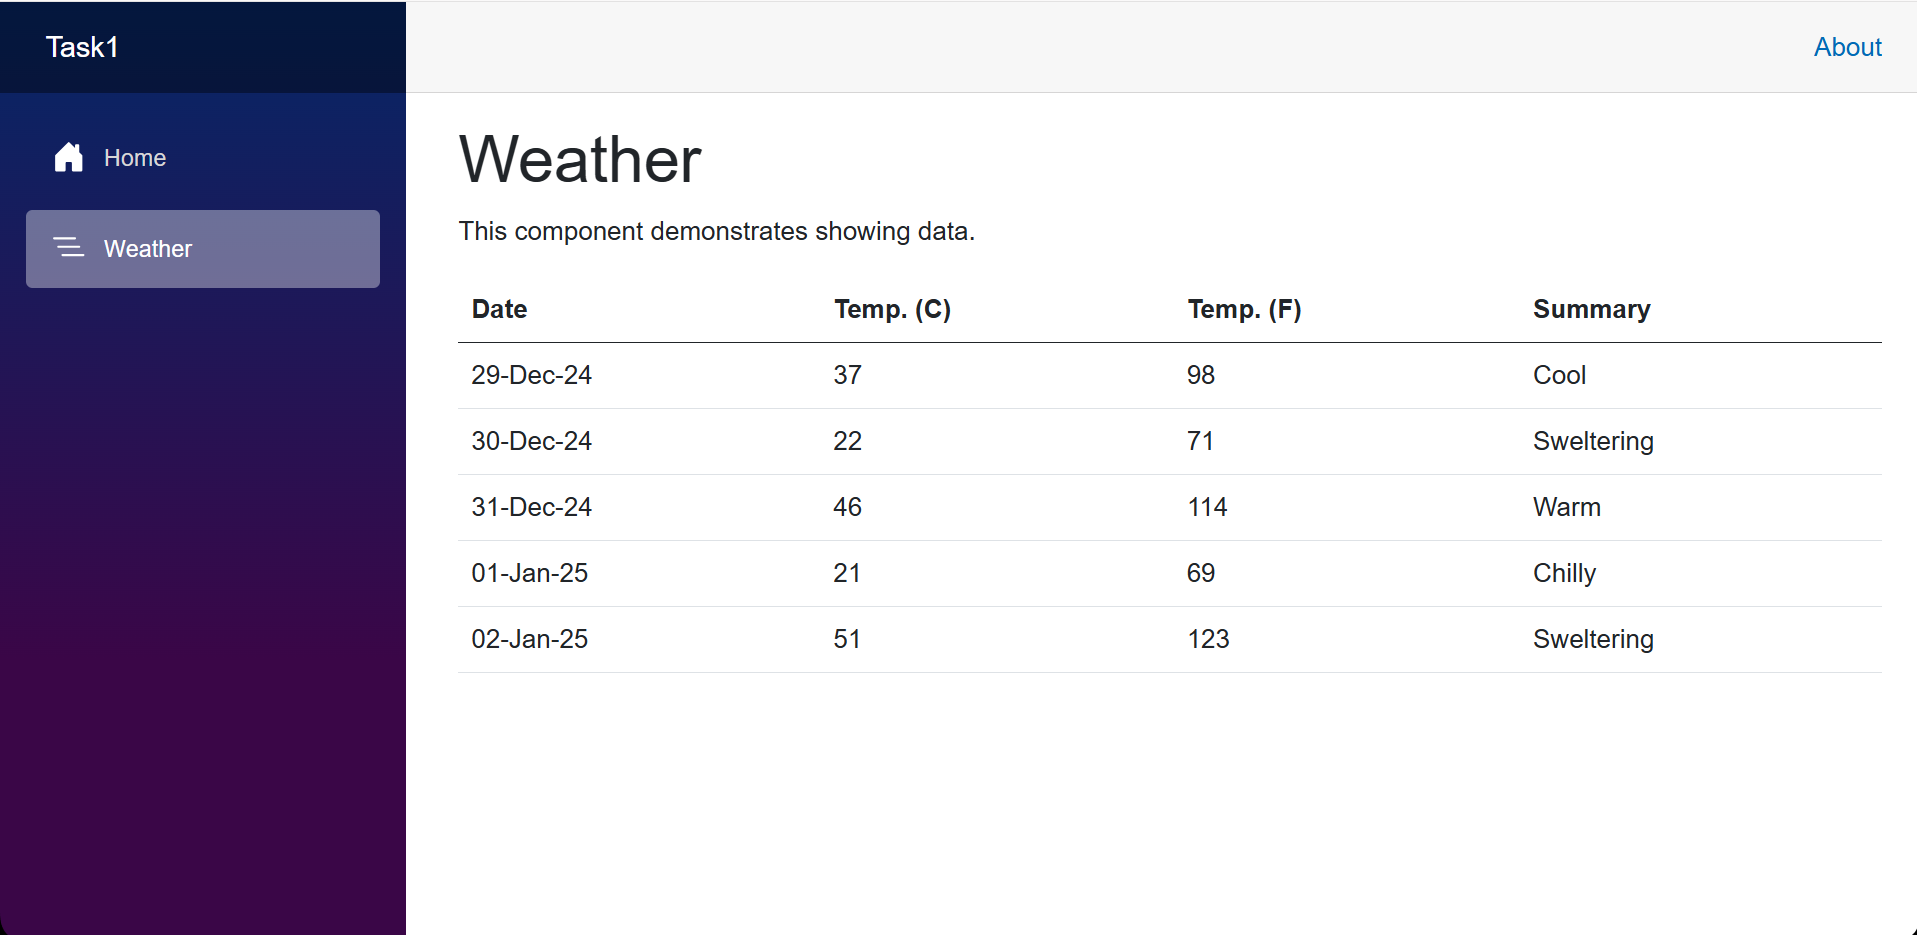 Task1
About
Home
Weather
Weather
This component demonstrates showing data.
Date Temp. (C) Temp. (F) Summary
29-Dec-24 37 98 Cool
30-Dec-24 22 71 Sweltering
31-Dec-24 46 114 Warm
01-Jan-25 21 69 Chilly
02-Jan-25 51 123 Sweltering